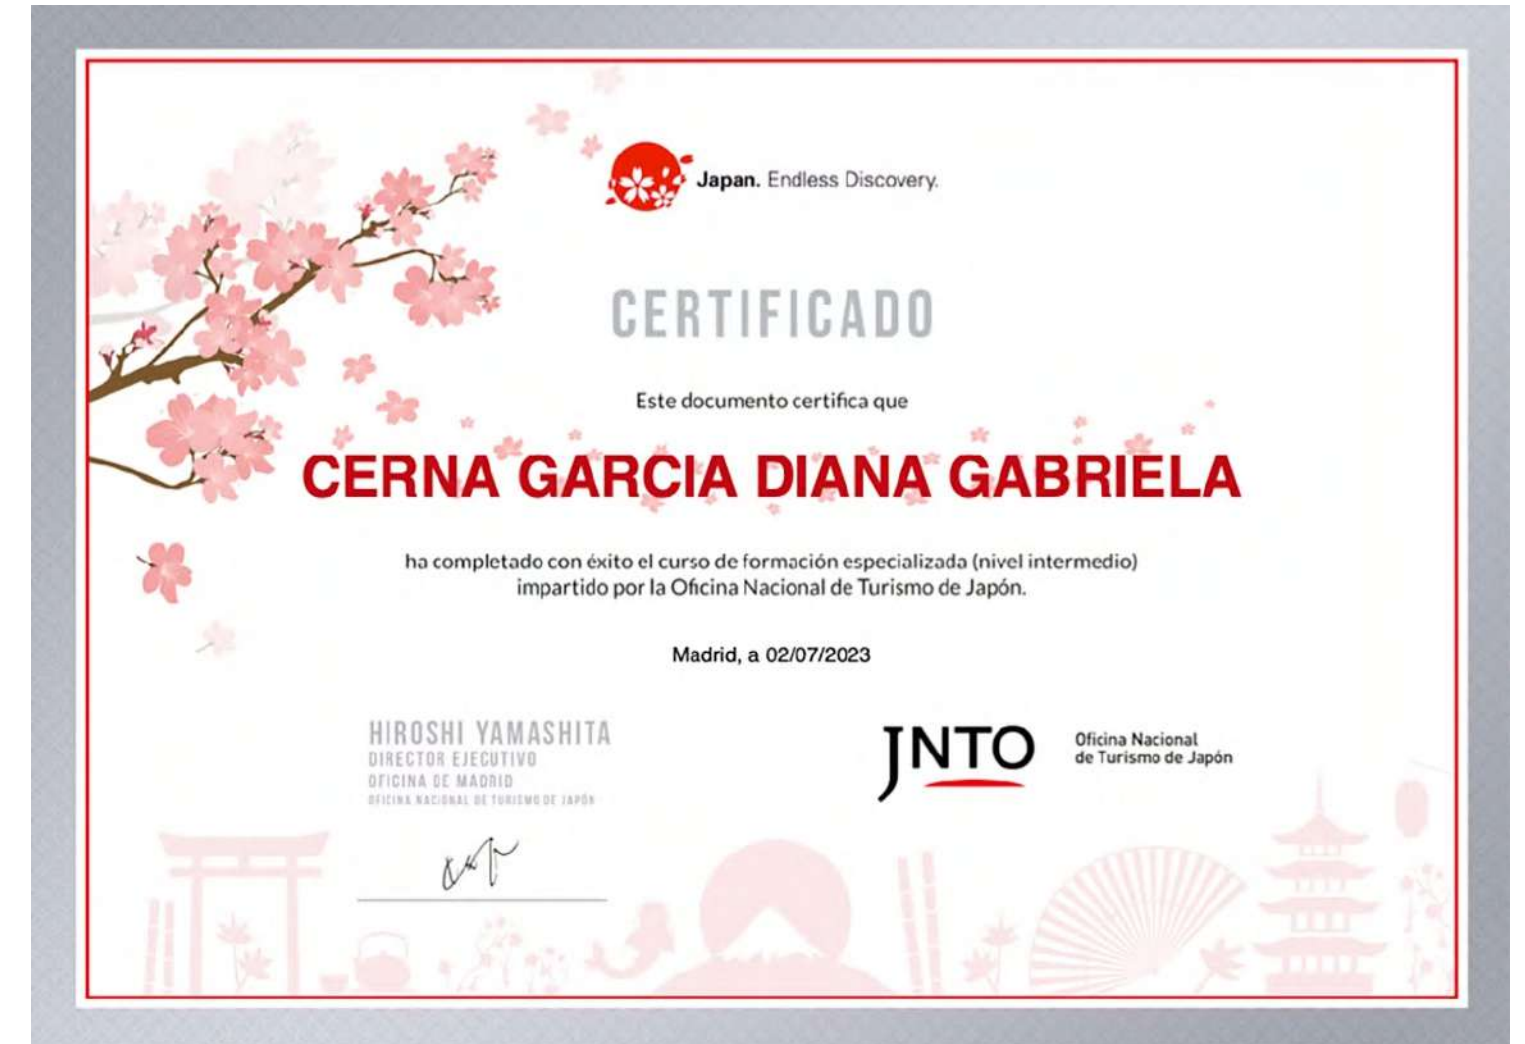 Japan. Endless Discovery.
CERTIFICADO
Este documento certifica que
CERNA GARCIA DIANA GABRIELA
ha completado con éxito el curso de formación especializada (nivel intermedio)
impartido por la Oficina Nacional de Turismo de Japón.
Madrid, a 02/07/2023
HIROSHI YAMASHITA
DIRECTOR EJECUTIVO
OFICINA DE MADRID
OFICINA NACIONAL DE TURISMO DE JAPÓN
JNTO
Oficina Nacional
de Turismo de Japón